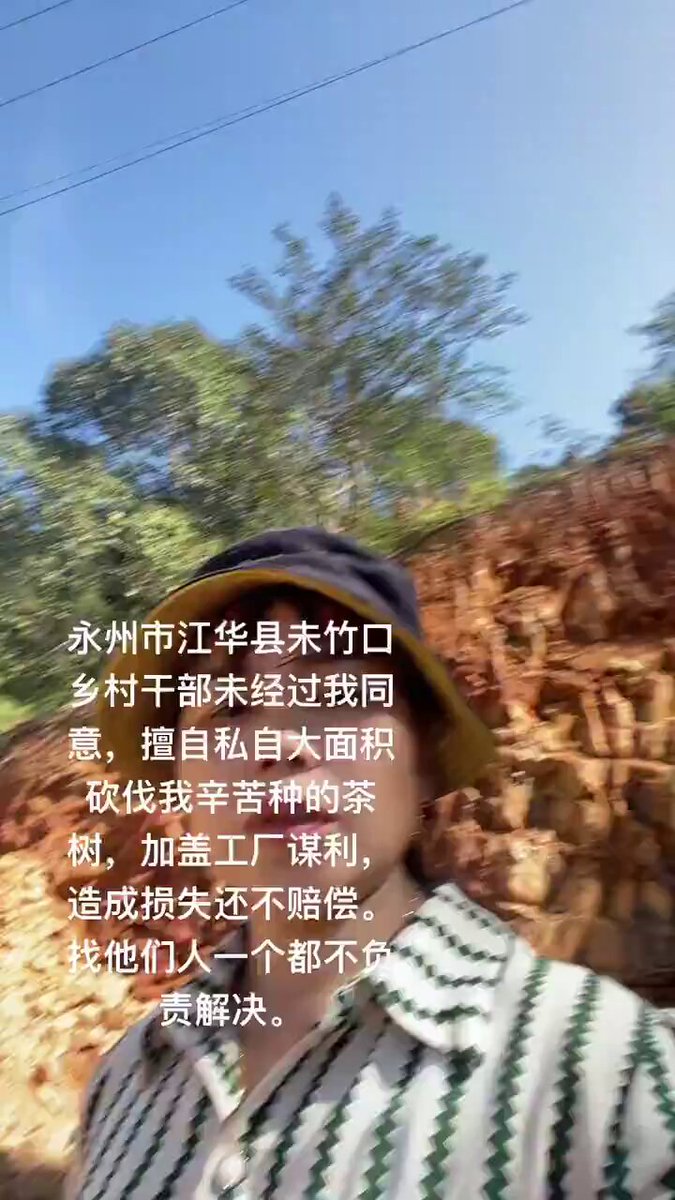 永州市江华县未竹口
乡村干部未经过我同
意，擅自私自大面积
砍伐我辛苦种的茶
树，加盖工厂谋利，
造成损失还不赔偿。
找他们人一个都不负
责解决。